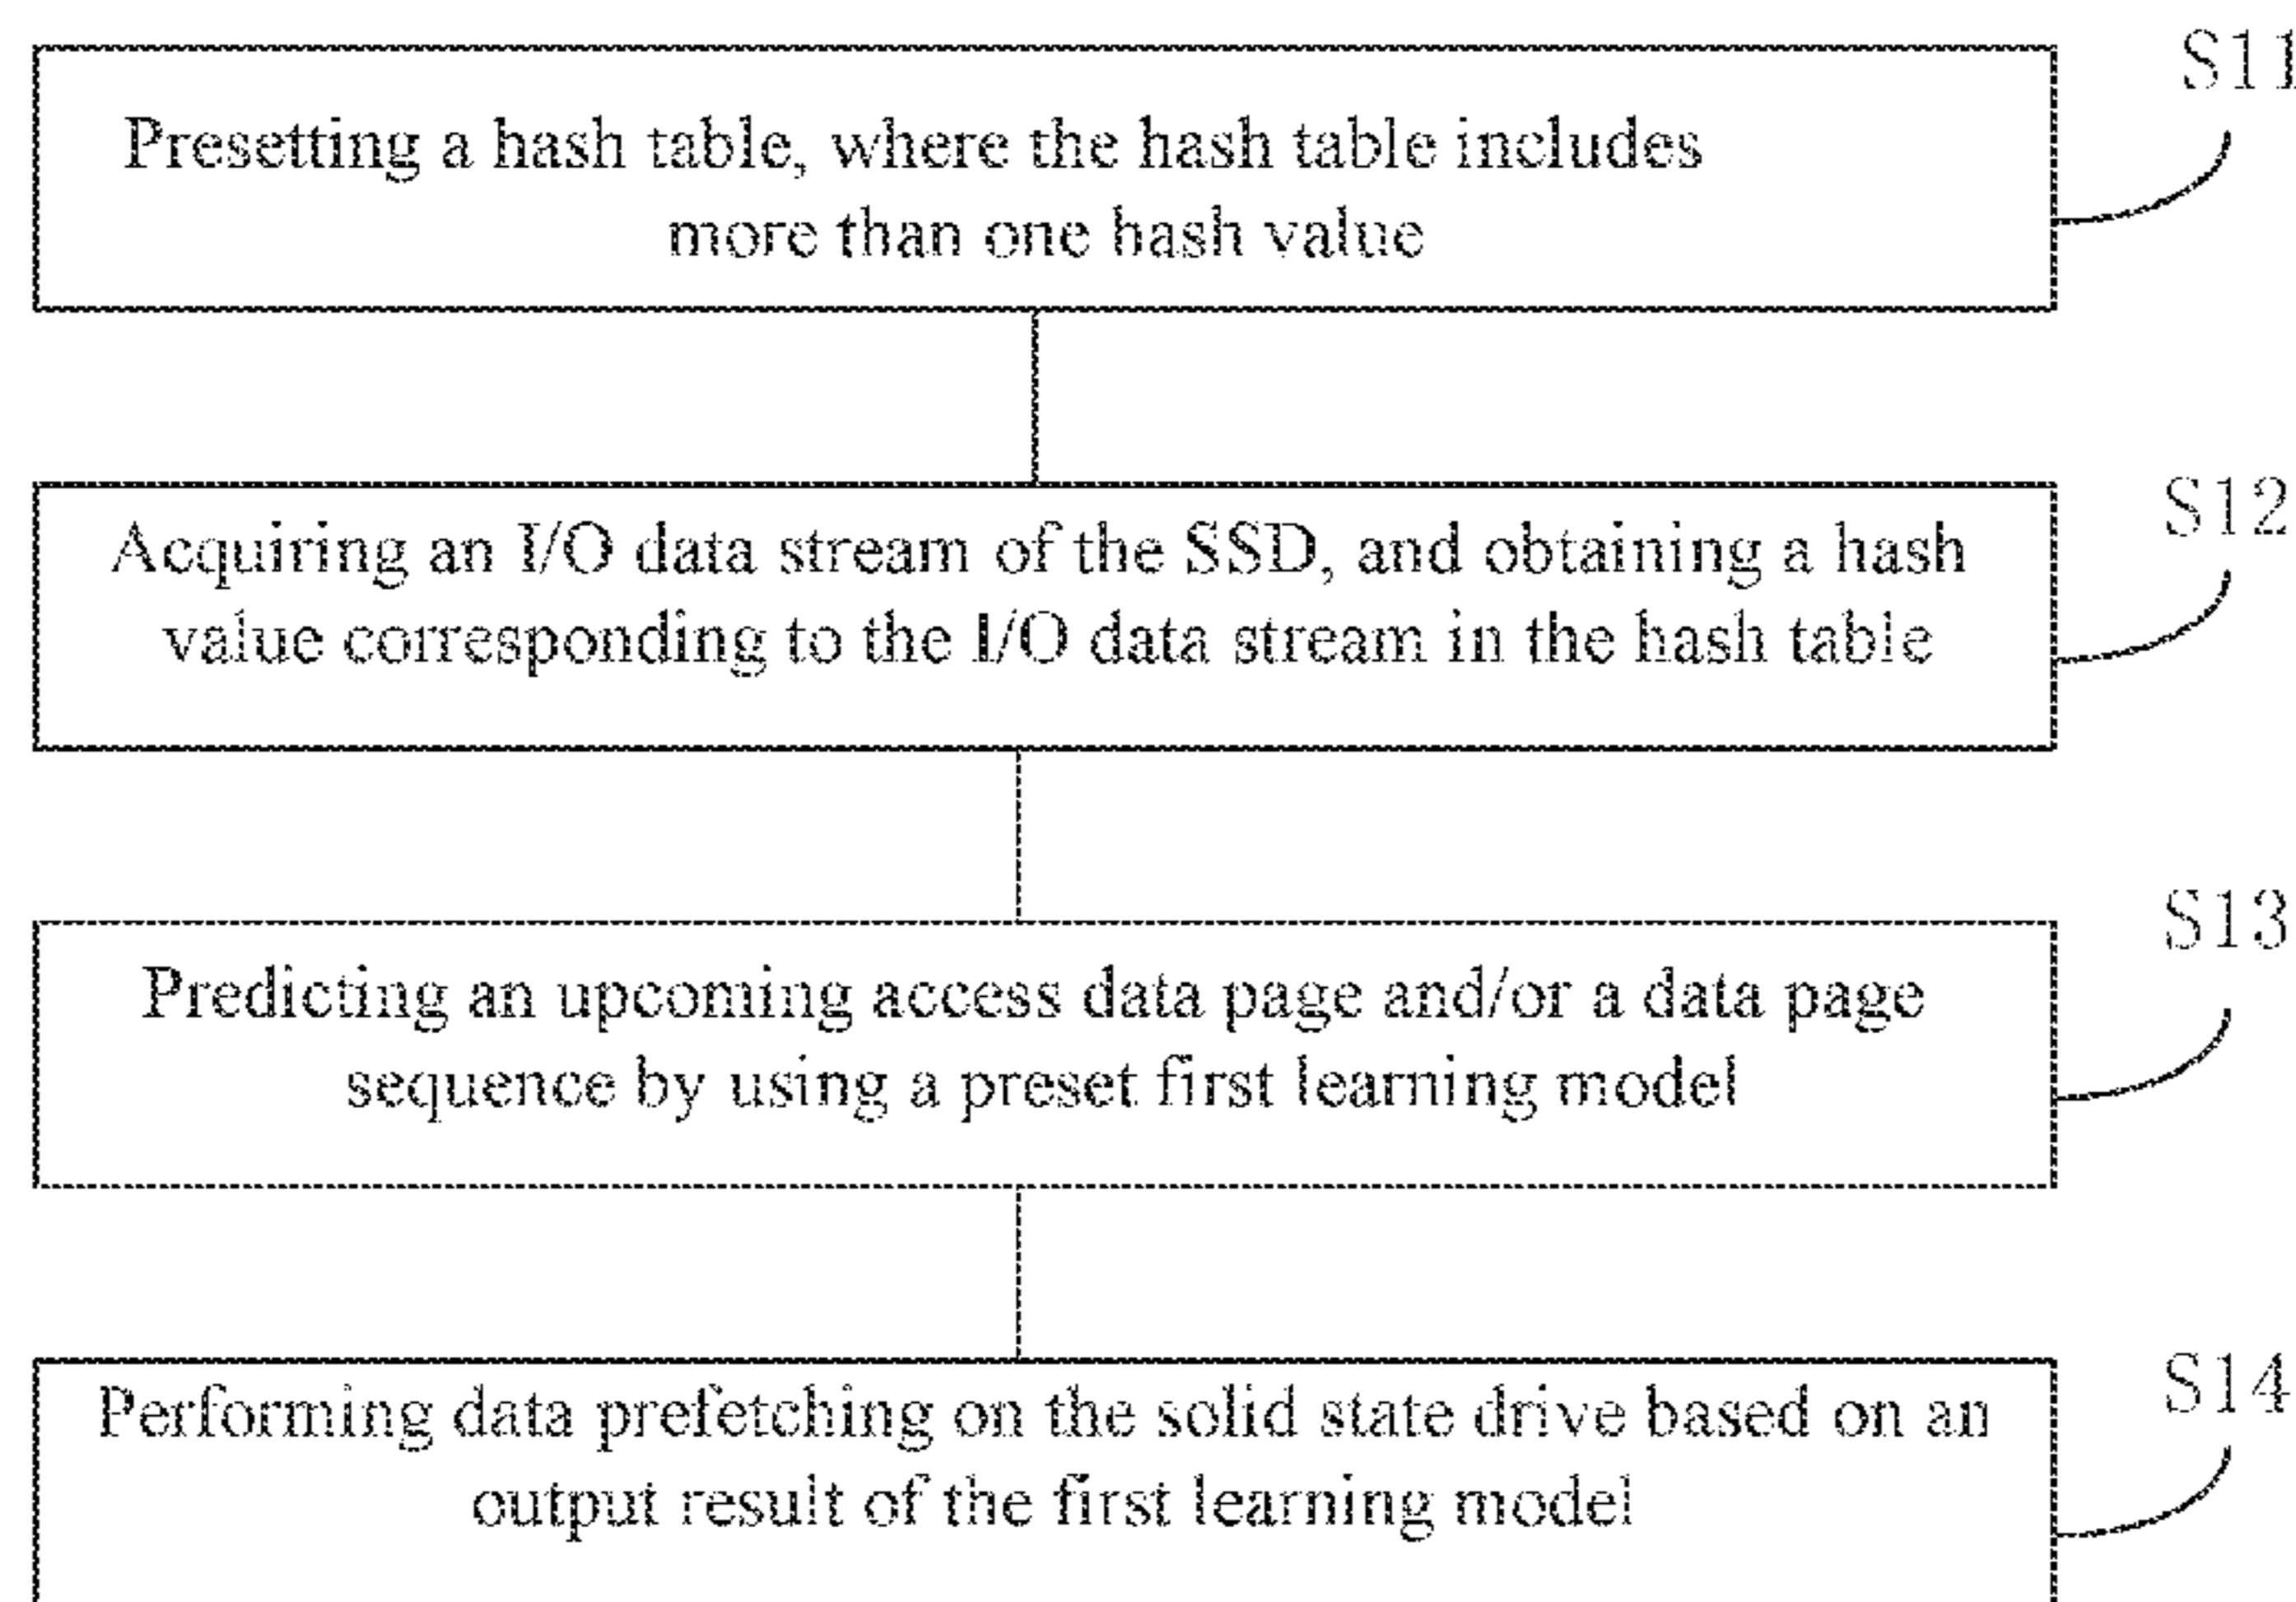 S11
Presetting a hash table, where the hash table includes
more than one hash value
S12
Acquiring an I/O data stream of the SSD, and obtaining a hash
value corresponding to the I/O data stream in the hash table
S13
Predicting an upcoming access data page and/or a data page
sequence by using a preset first learning model
S14
Performing data prefetching on the solid state drive based on an
output result of the first learning model